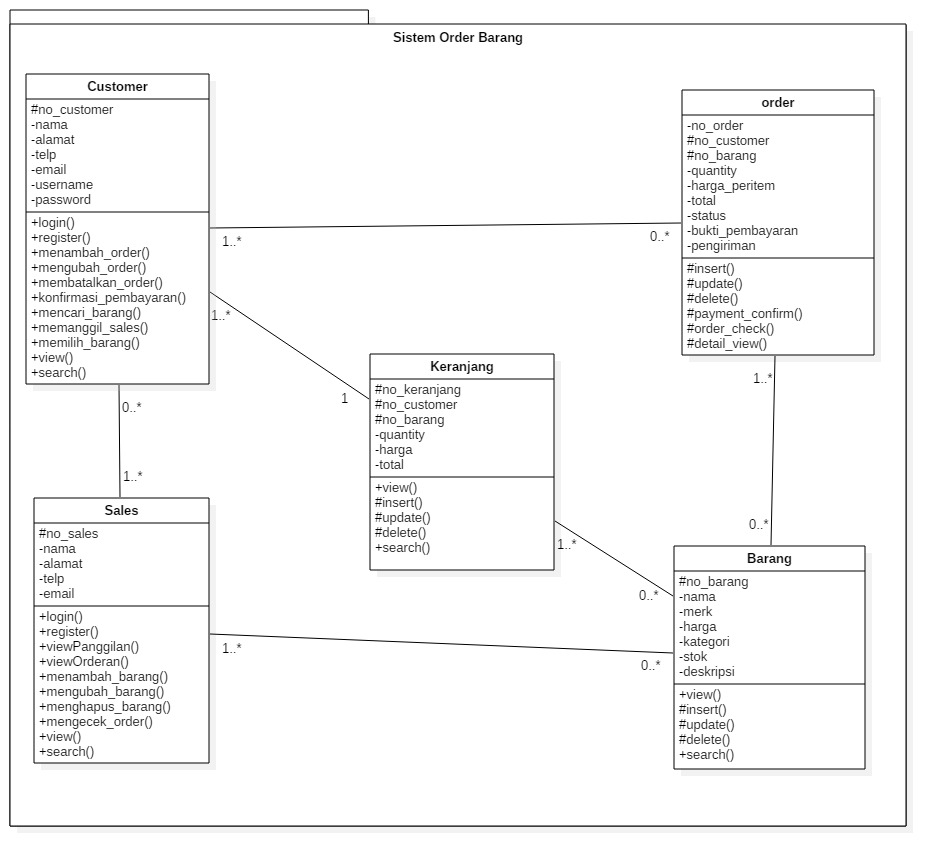 Sistem Order Barang
Customer
#no_customer
-nama
-alamat
-telp
-email
-username
-password
+login()
+register()
+menambah_order()
+mengubah_order()
+membatalkan_order()
+konfirmasi_pembayaran()
+mencari_barang()
+memanggil_sales()
+memilih_barang()
+view()
+search()
order
-no_order
#no_customer
#no_barang
-quantity
-harga_peritem
-total
-status
-bukti_pembayaran
-pengiriman
#insert()
#update()
#delete()
#payment_confirm()
#order_check()
#detail_view()
1..*
0..*
1..*
1
Keranjang
#no_keranjang
#no_customer
#no_barang
-quantity
-harga
-total
+view()
#insert()
#update()
#delete()
+search()
0..*
1..*
1..*
0..*
1..*
0..*
Sales
#no_sales
-nama
-alamat
-telp
-email
+login()
+register()
+viewPanggilan()
+viewOrderan()
+menambah_barang()
+mengubah_barang()
+menghapus_barang()
+mengecek_order()
+view()
+search()
1..*
0..*
Barang
#no_barang
-nama
-merk
-harga
-kategori
-stok
-deskripsi
+view()
#insert()
#update()
#delete()
+search()